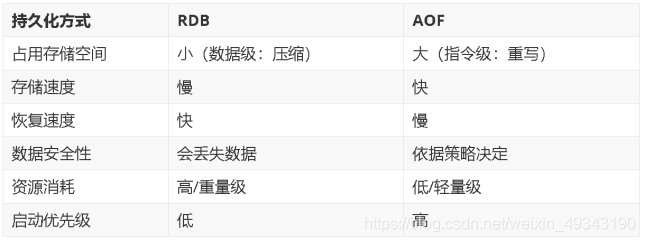 持久化方式 RDB AOF
占用存储空间 小（数据级：压缩） 大（指令级：重写）
存储速度 慢 快
恢复速度 快 慢
数据安全性 会丢失数据 依据策略决定
资源消耗 高/重量级 低/轻量级
启动优先级 低 高
https://blog.csdn.net/weixin_49343190